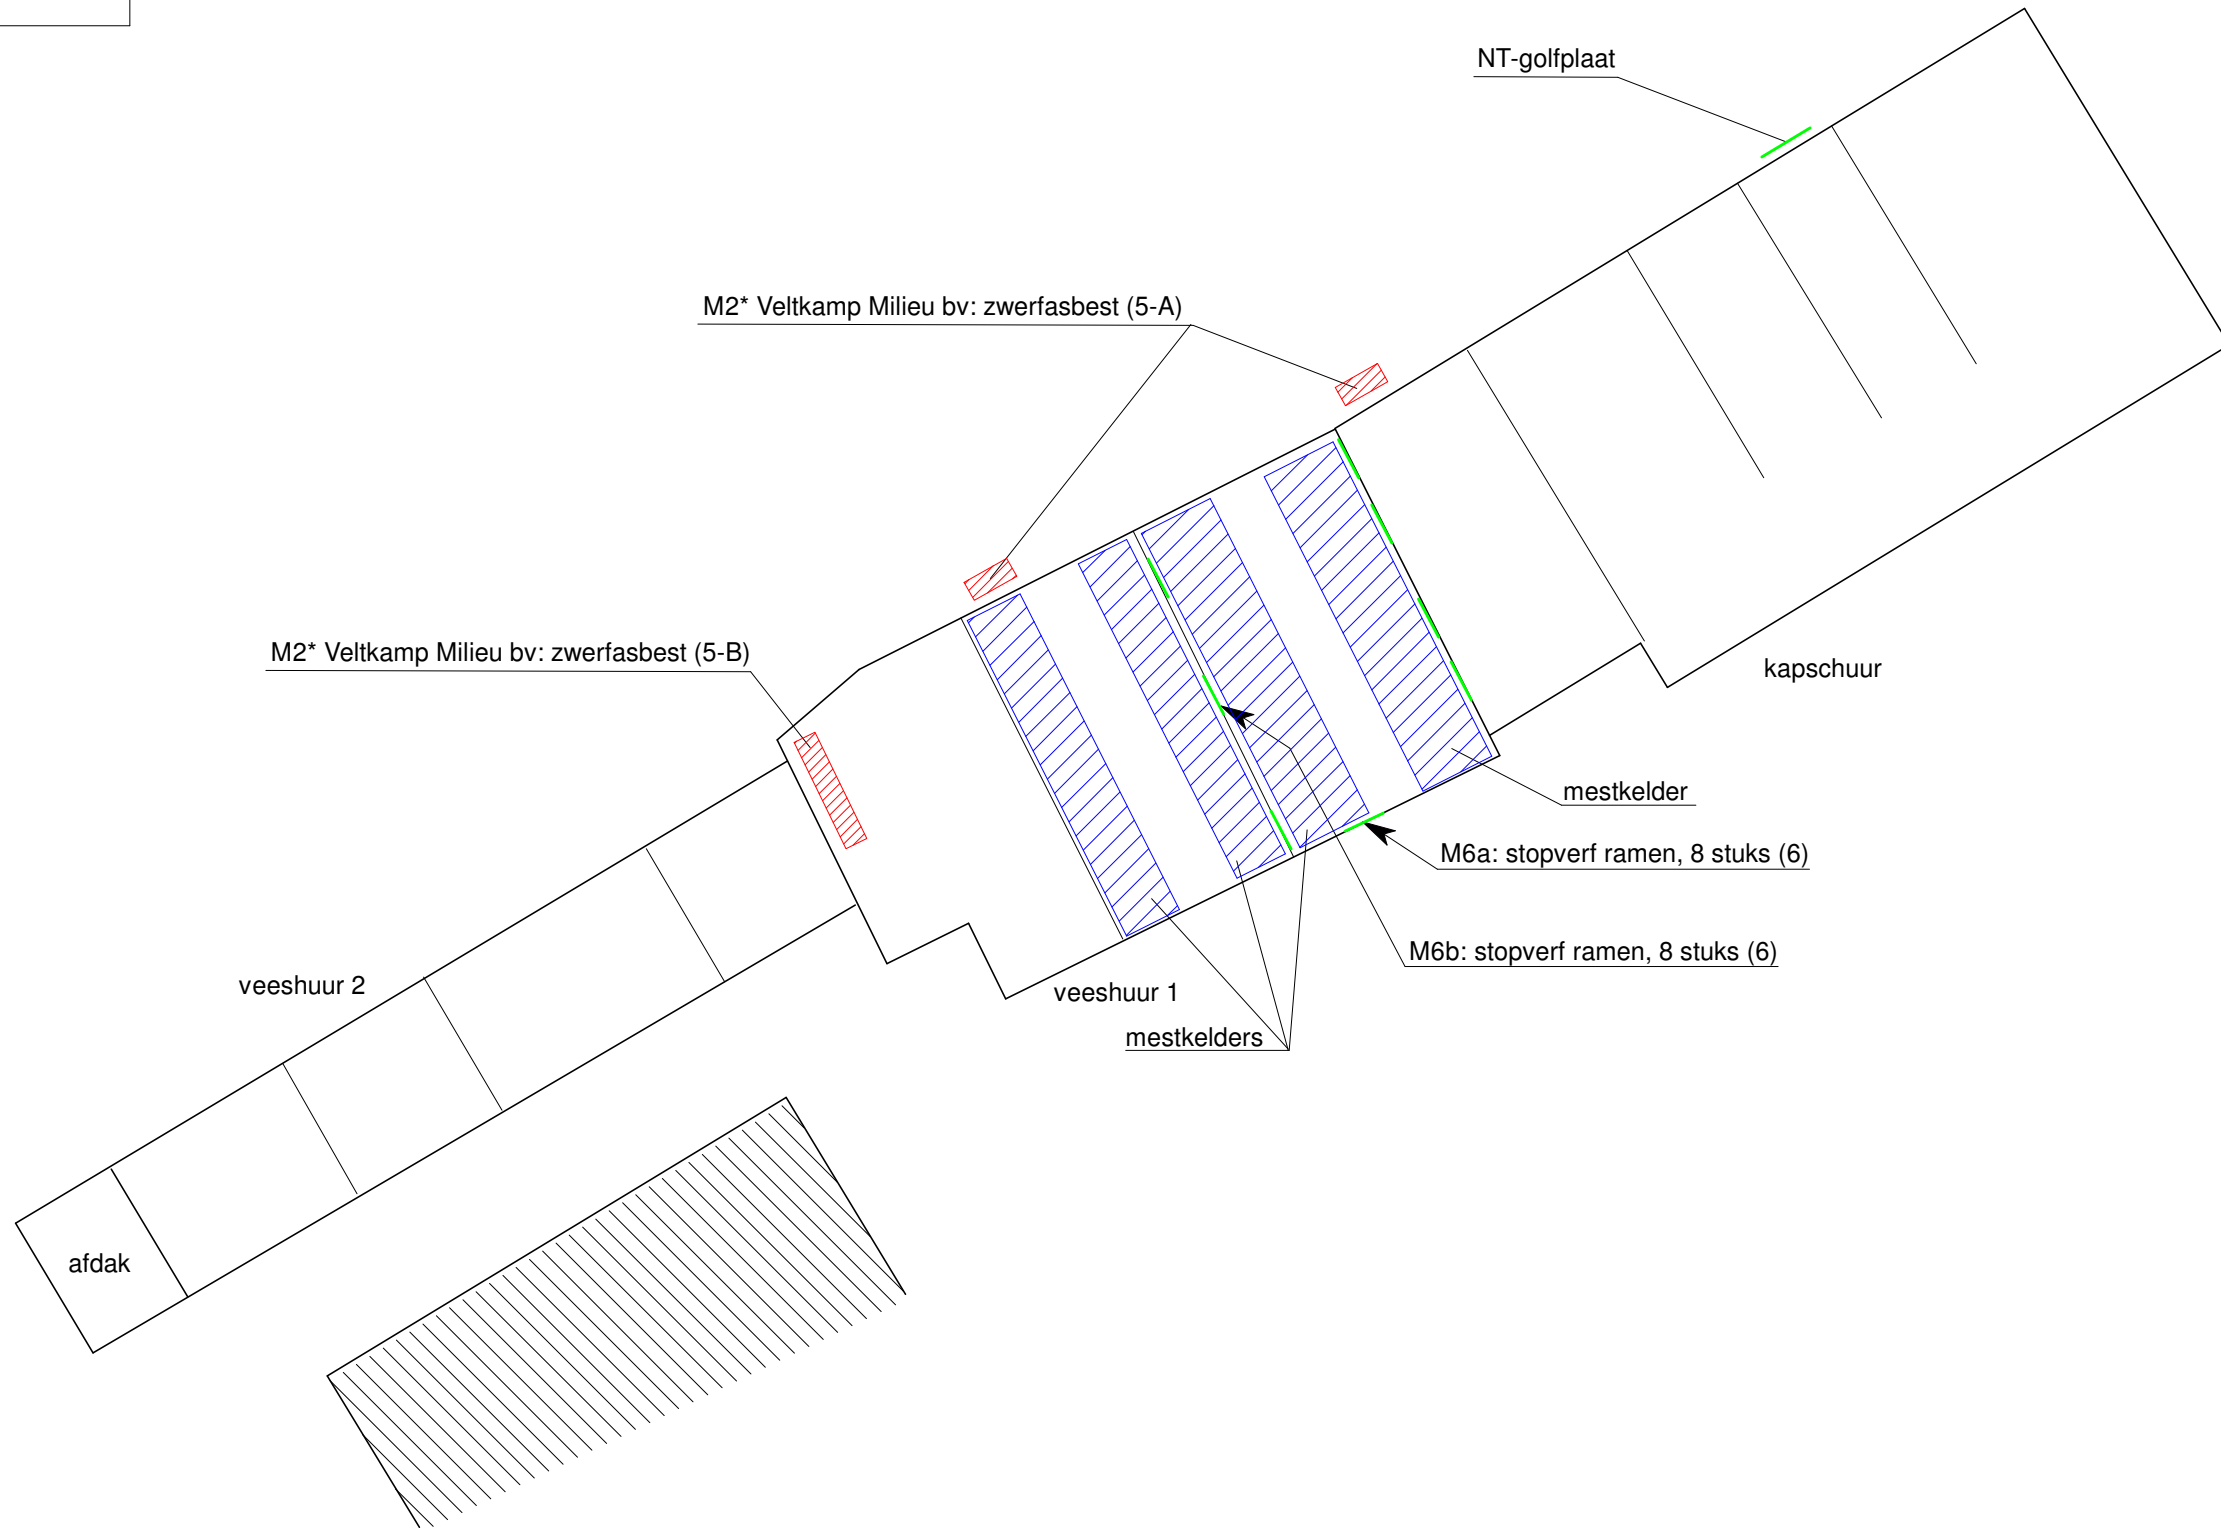 NT-golfplaat
M2* Veltkamp Milieu bv: zwerfasbest (5-A)
M2* Veltkamp Milieu bv: zwerfasbest (5-B)
kapschuur
mestkelder
M6a: stopverf ramen, 8 stuks (6)
M6b: stopverf ramen, 8 stuks (6)
veeshuur 2
veeshuur 1
mestkelders
afdak